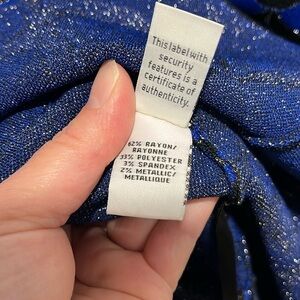 This label with
security
features is a
certificate of
authenticity.
62% RAYON/
RAYONNE
33% POLYESTER
3% SPANDEX
2% METALLIC/
METALLIQUE